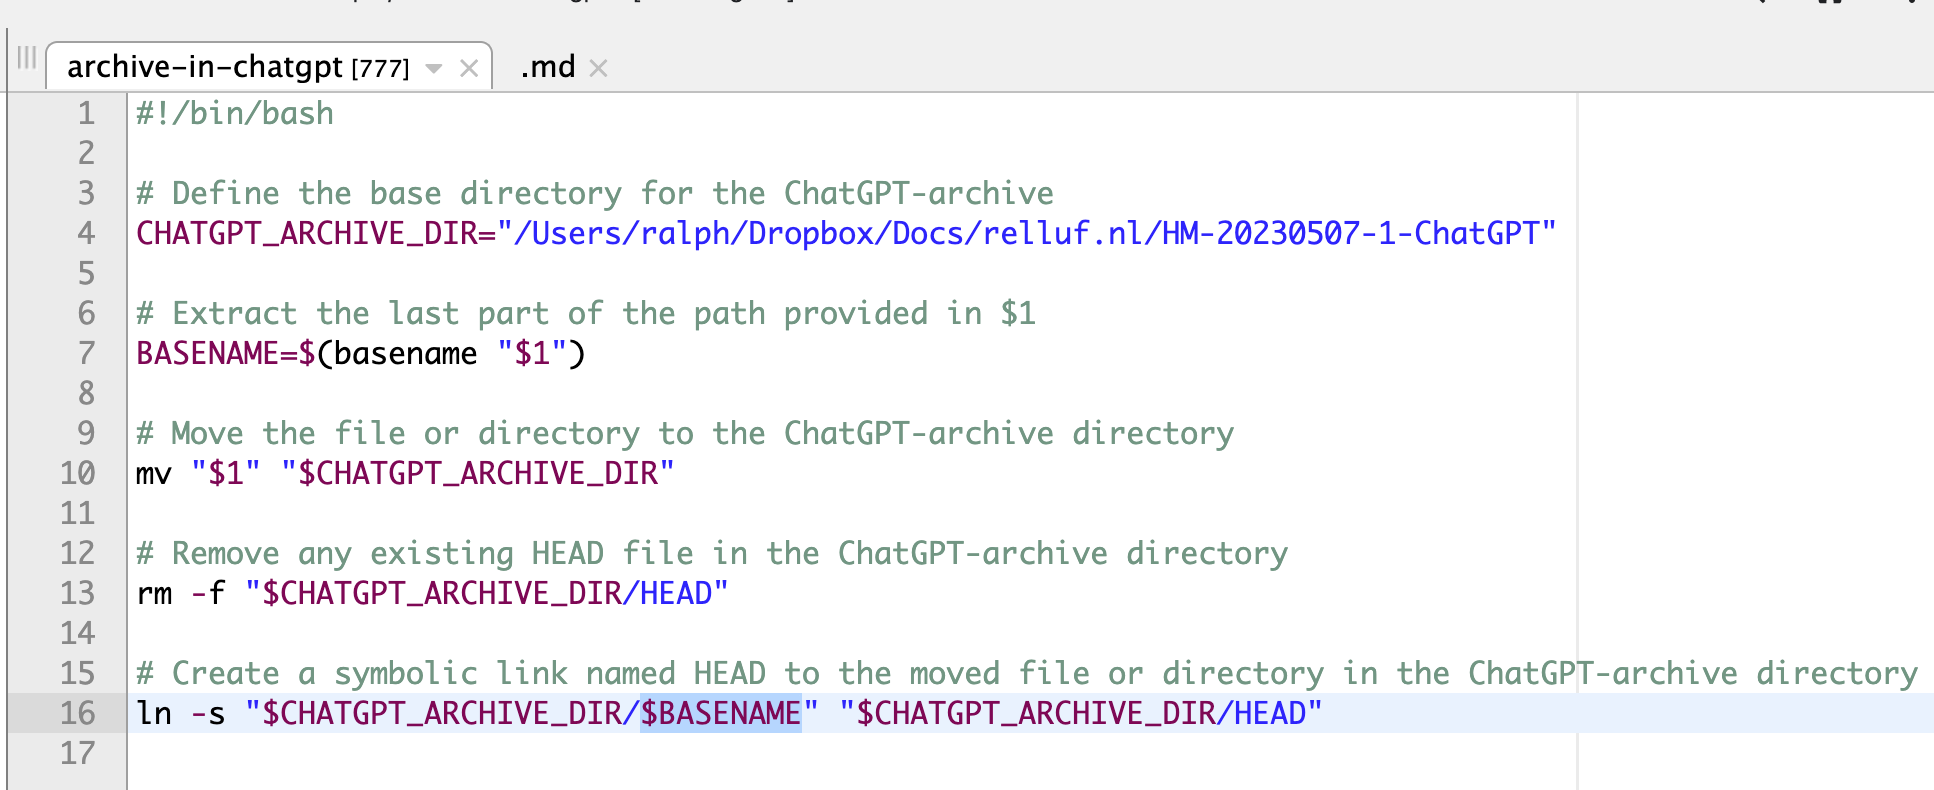 archive-in-chatgpt [777]
.md
1 #!/bin/bash
2
3 # Define the base directory for the ChatGPT-archive
4 CHATGPT_ARCHIVE_DIR="/Users/ralph/Dropbox/Docs/relluf.nl/HM-20230507-1-ChatGPT"
5
6 # Extract the last part of the path provided in $1
7 BASENAME=$(basename "$1")
8
9 # Move the file or directory to the ChatGPT-archive directory
10 mv "$1" "$CHATGPT_ARCHIVE_DIR"
11
12 # Remove any existing HEAD file in the ChatGPT-archive directory
13 rm -f "$CHATGPT_ARCHIVE_DIR/HEAD"
14
15 # Create a symbolic link named HEAD to the moved file or directory in the ChatGPT-archive directory
16 ln -s "$CHATGPT_ARCHIVE_DIR/$BASENAME" "$CHATGPT_ARCHIVE_DIR/HEAD"
17